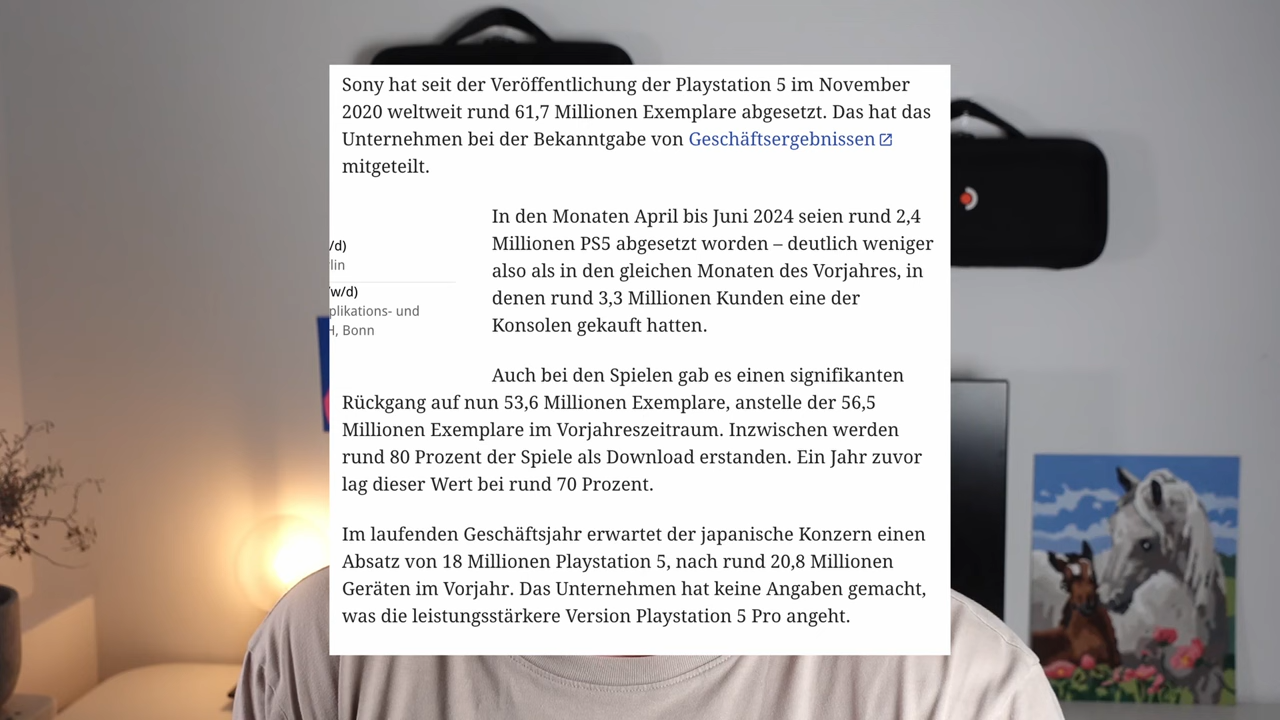 Sony hat seit der Veröffentlichung der Playstation 5 im November
2020 weltweit rund 61,7 Millionen Exemplare abgesetzt. Das hat das
Unternehmen bei der Bekanntgabe von Geschäftsergebnissen
mitgeteilt.
In den Monaten April bis Juni 2024 seien rund 2,4
Millionen PS5 abgesetzt worden – deutlich weniger
also als in den gleichen Monaten des Vorjahres, in
denen rund 3,3 Millionen Kunden eine der
Konsolen gekauft hatten.
/d)
lin
w/d)
plikations- und
H, Bonn
Auch bei den Spielen gab es einen signifikanten
Rückgang auf nun 53,6 Millionen Exemplare, anstelle der 56,5
Millionen Exemplare im Vorjahreszeitraum. Inzwischen werden
rund 80 Prozent der Spiele als Download erstanden. Ein Jahr zuvor
lag dieser Wert bei rund 70 Prozent.
Im laufenden Geschäftsjahr erwartet der japanische Konzern einen
Absatz von 18 Millionen Playstation 5, nach rund 20,8 Millionen
Geräten im Vorjahr. Das Unternehmen hat keine Angaben gemacht,
was die leistungsstärkere Version Playstation 5 Pro angeht.